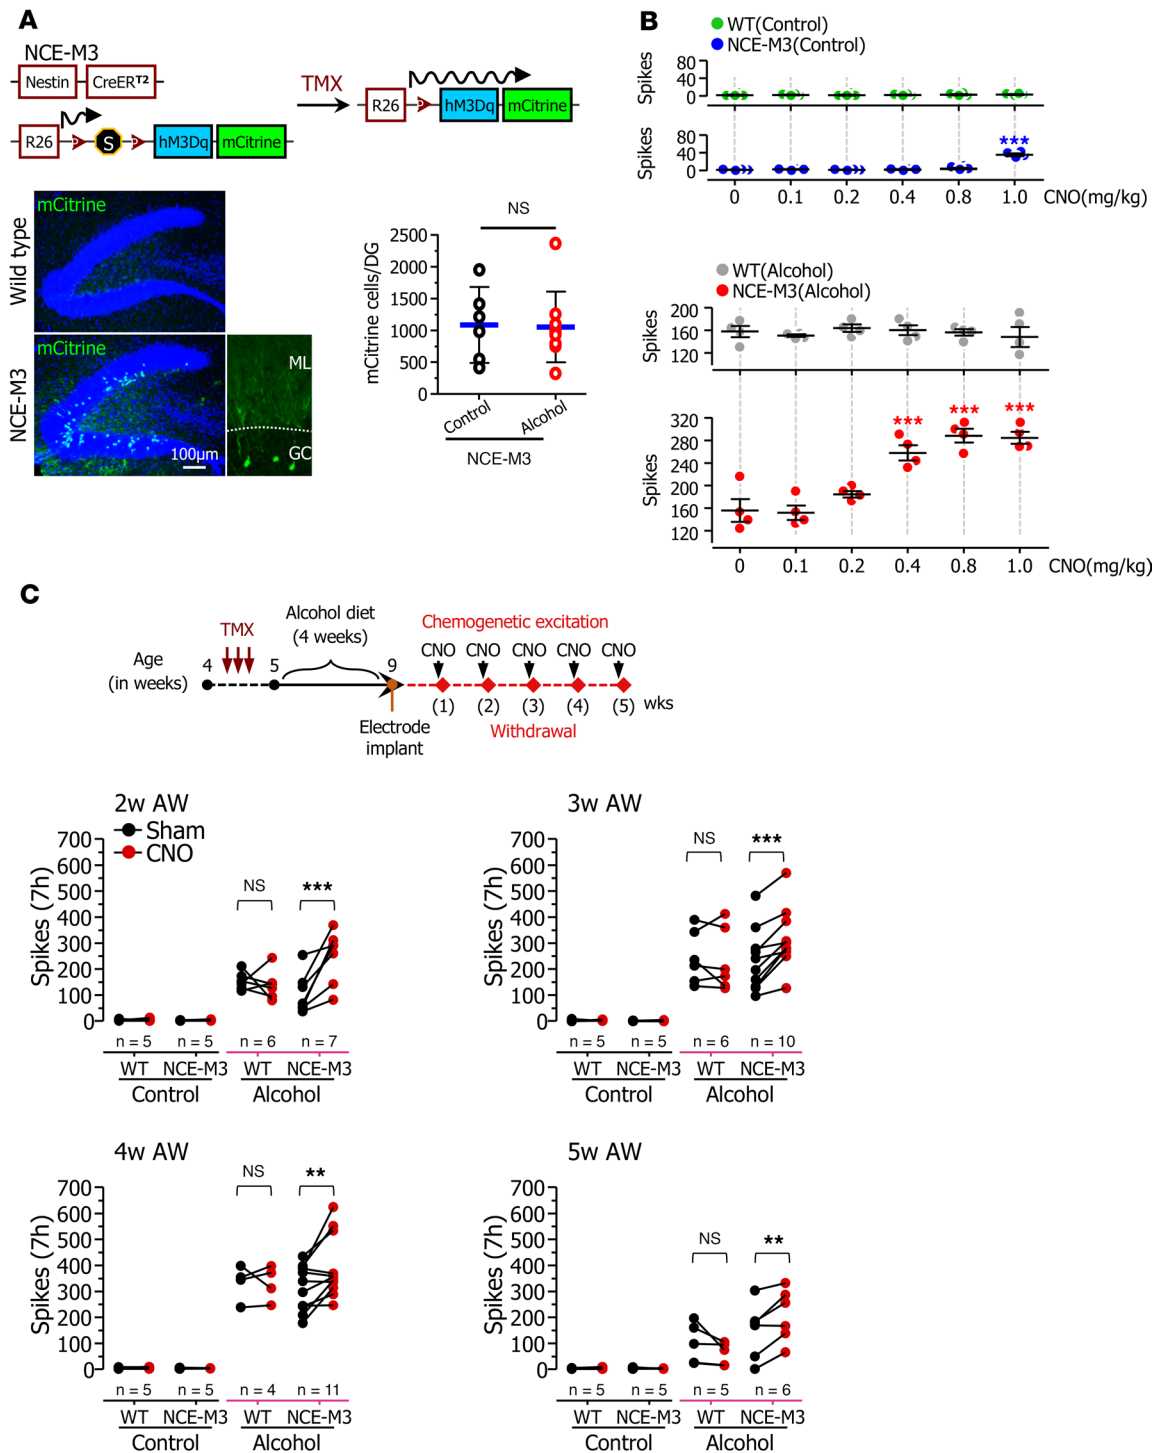 A
NCE-M3
Nestin CreERT2
R26 S hM3Dq mCitrine
TMX
R26 hM3Dq mCitrine
Wild type
mCitrine
NCE-M3
mCitrine
100μm
ML
GC
NS
mCitrine cells/DG
2500
2000
1500
1000
500
0
Control Alcohol
NCE-M3
B
WT(Control)
NCE-M3(Control)
Spikes
80
40
0
Spikes
80
40
0
***
0 0.1 0.2 0.4 0.8 1.0 CNO(mg/kg)
WT(Alcohol)
NCE-M3(Alcohol)
Spikes
200
160
120
Spikes
320
280
240
200
160
120
*** *** ***
0 0.1 0.2 0.4 0.8 1.0 CNO(mg/kg)
C
Age
(in weeks)
4
TMX
5
Alcohol diet
(4 weeks)
9
Electrode
implant
Chemogenetic excitation
CNO CNO CNO CNO CNO
(1) (2) (3) (4) (5) wks
Withdrawal
2w AW
Sham
CNO
Spikes (7h)
700
600
500
400
300
200
100
0
NS ***
n = 5 n = 5 n = 6 n = 7
WT NCE-M3 WT NCE-M3
Control Alcohol
3w AW
Spikes (7h)
700
600
500
400
300
200
100
0
NS ***
n = 5 n = 5 n = 6 n = 10
WT NCE-M3 WT NCE-M3
Control Alcohol
4w AW
Spikes (7h)
700
600
500
400
300
200
100
0
NS **
n = 5 n = 5 n = 4 n = 11
WT NCE-M3 WT NCE-M3
Control Alcohol
5w AW
Spikes (7h)
700
600
500
400
300
200
100
0
NS **
n = 5 n = 5 n = 5 n = 6
WT NCE-M3 WT NCE-M3
Control Alcohol